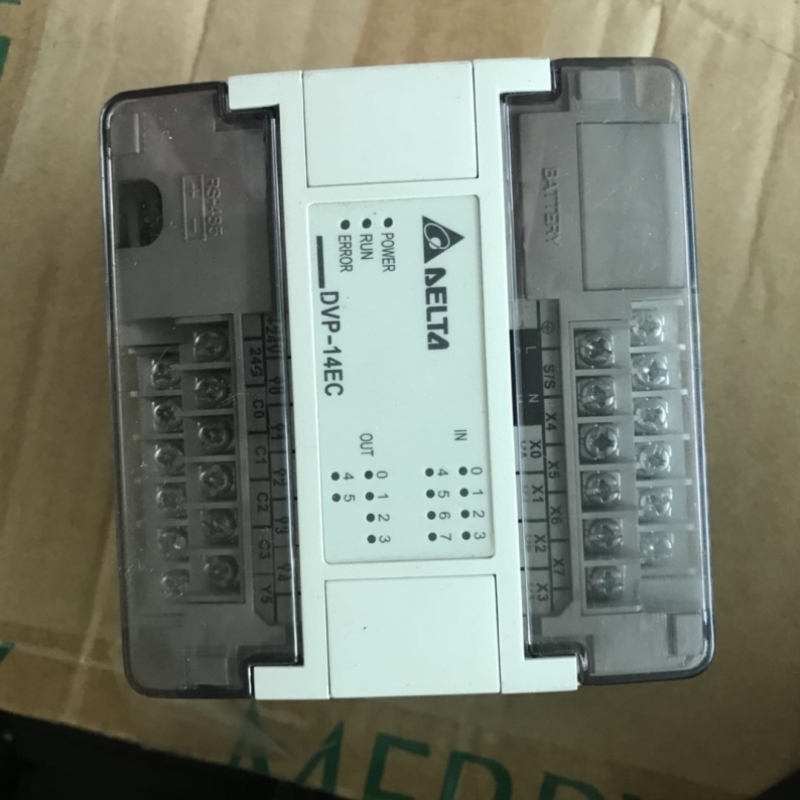 DELTA
POWER
RUN
ERROR
DVP-14EC
IN
0 1 2 3
4 5 6 7
OUT
0 1 2 3
4 5
BATTERY
L N
S/S X4 X5 X6 X7
X0 X1 X2 X3
RS-485
+ -
+24V Y0 Y1 Y2 Y3 Y4
24G C0 C1 C2 C3 Y5